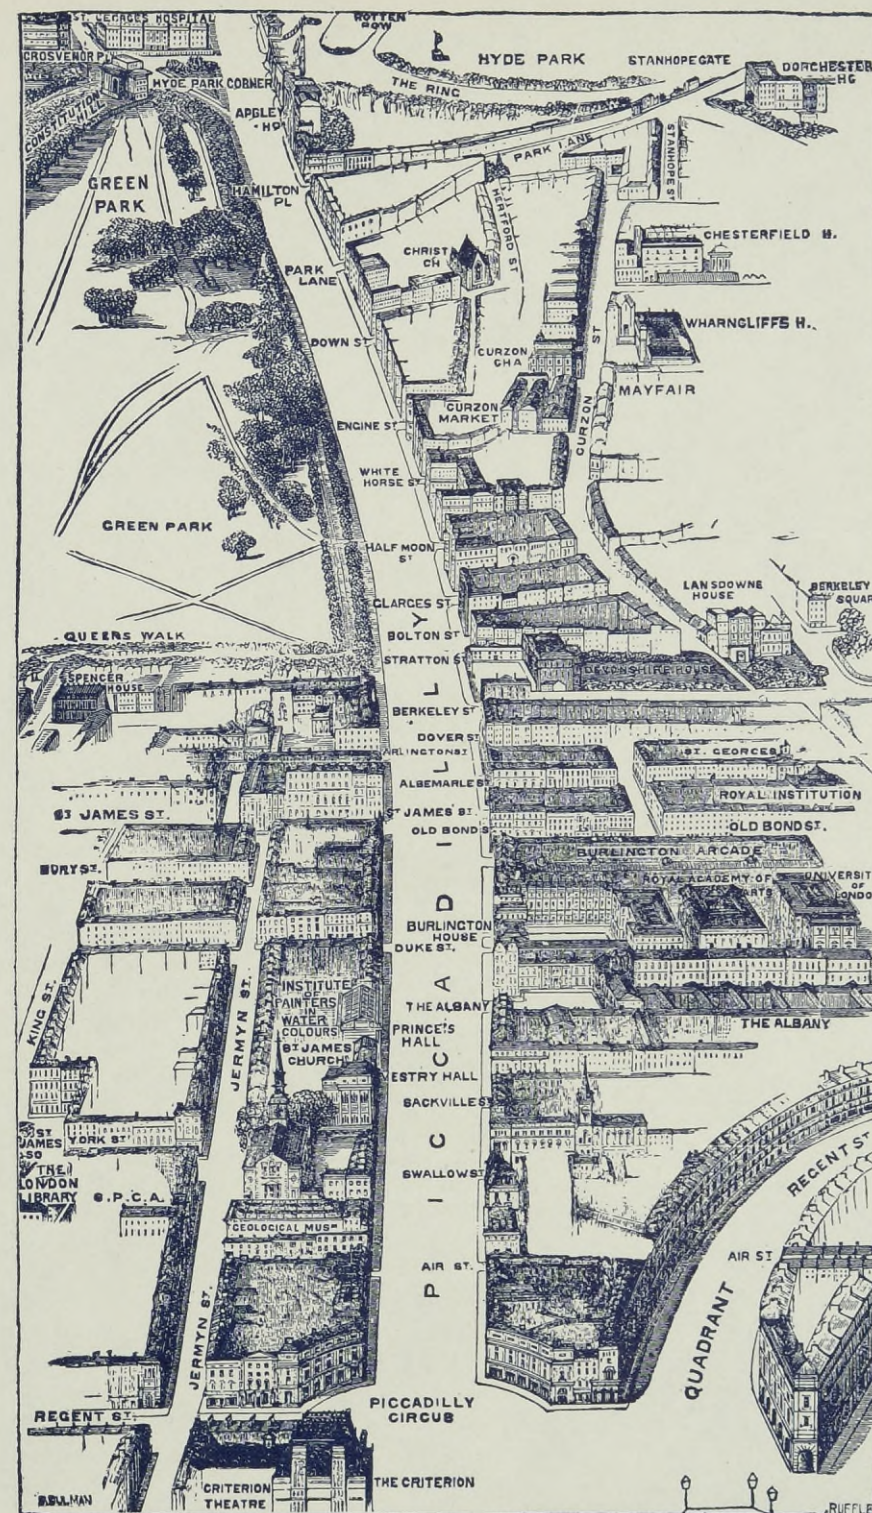 ST. GEORGES HOSPITAL
ROTTEN
ROW
HYDE PARK
STANHOPE GATE
DORCHESTER
HO
GROSVENOR PL
HYDE PARK CORNER
THE RING
CONSTITUTION
HILL
APSLEY
HO
PARK LANE
STANHOPE ST
GREEN
PARK
HAMILTON
PL
HERTFORD ST
CHRIST
CH
CHESTERFIELD H.
PARK
LANE
WHARNCLIFFS H.
DOWN ST
CURZON
CHA
MAYFAIR
CURZON
MARKET
CURZON ST
ENGINE ST
WHITE
HORSE ST
GREEN PARK
HALF MOON
ST
CLARGES ST
LANSDOWNE
HOUSE
BERKELEY
SQUAR
BOLTON ST
QUEENS WALK
STRATTON ST
DEVONSHIRE HOUSE
SPENCER
HOUSE
BERKELEY ST
DOVER ST
ARLINGTON ST
ST. GEORGES
ALBEMARLE ST
ROYAL INSTITUTION
ST JAMES ST.
ST JAMES' ST.
OLD BOND S
OLD BOND ST.
BURY ST.
BURLINGTON ARCADE
ROYAL ACADEMY OF
ARTS
UNIVERSIT
OF
LONDON
BURLINGTON
HOUSE
DUKE ST.
KING ST.
JERMYN ST.
INSTITUTE
PAINTERS
IN
WATER
COLOURS
THE ALBANY
THE ALBANY
PRINCE'S
HALL
ST JAMES
CHURCH
VESTRY HALL
SACKVILLE ST
PICCADILLY
ST
JAMES
SQ
YORK ST
THE
LONDON
LIBRARY
S.P.C.A.
SWALLOW ST
REGENT ST
GEOLOGICAL MUSM
AIR ST.
AIR ST
JERMYN ST.
QUADRANT
REGENT ST.
PICCADILLY
CIRCUS
CRITERION
THEATRE
THE CRITERION
B.SULMAN
RUFFLE